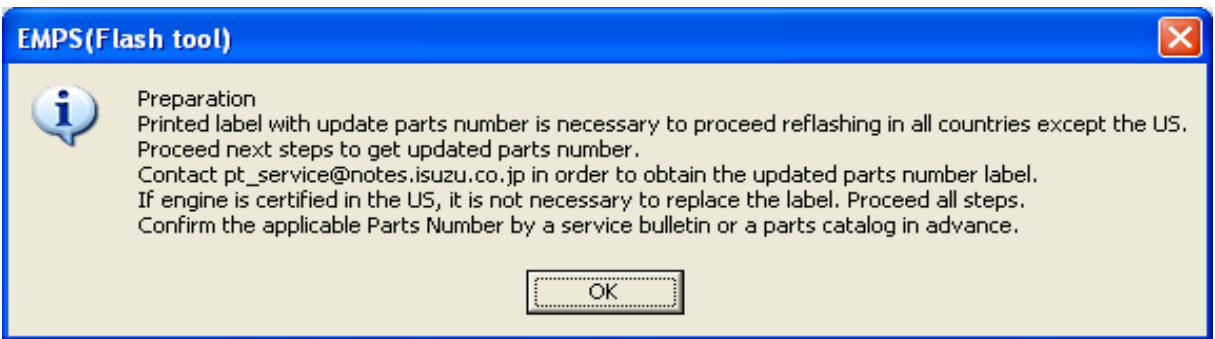 EMPS(Flash tool)
Preparation
Printed label with update parts number is necessary to proceed reflashing in all countries except the US.
Proceed next steps to get updated parts number.
Contact pt_service@notes.isuzu.co.jp in order to obtain the updated parts number label.
If engine is certified in the US, it is not necessary to replace the label. Proceed all steps.
Confirm the applicable Parts Number by a service bulletin or a parts catalog in advance.
OK